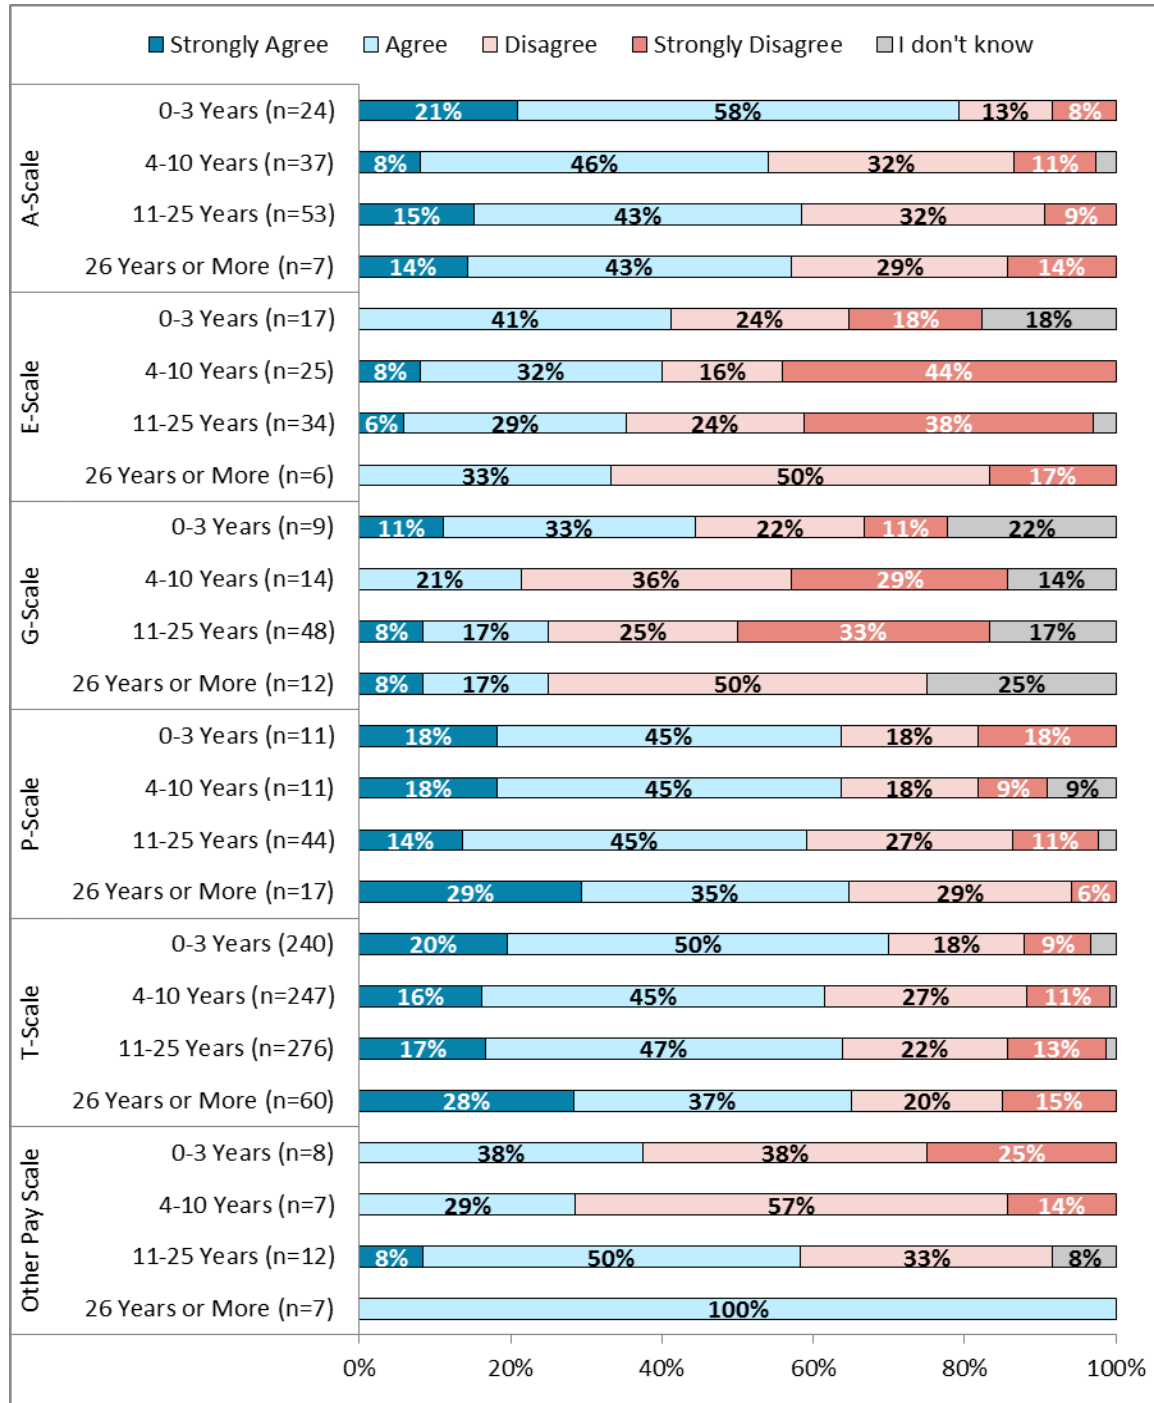 Strongly Agree Agree Disagree Strongly Disagree I don't know
A-Scale
0-3 Years (n=24) 21% 58% 13% 8%
4-10 Years (n=37) 8% 46% 32% 11%
11-25 Years (n=53) 15% 43% 32% 9%
26 Years or More (n=7) 14% 43% 29% 14%
E-Scale
0-3 Years (n=17) 41% 24% 18% 18%
4-10 Years (n=25) 8% 32% 16% 44%
11-25 Years (n=34) 6% 29% 24% 38%
26 Years or More (n=6) 33% 50% 17%
G-Scale
0-3 Years (n=9) 11% 33% 22% 11% 22%
4-10 Years (n=14) 21% 36% 29% 14%
11-25 Years (n=48) 8% 17% 25% 33% 17%
26 Years or More (n=12) 8% 17% 50% 25%
P-Scale
0-3 Years (n=11) 18% 45% 18% 18%
4-10 Years (n=11) 18% 45% 18% 9% 9%
11-25 Years (n=44) 14% 45% 27% 11%
26 Years or More (n=17) 29% 35% 29% 6%
T-Scale
0-3 Years (240) 20% 50% 18% 9%
4-10 Years (n=247) 16% 45% 27% 11%
11-25 Years (n=276) 17% 47% 22% 13%
26 Years or More (n=60) 28% 37% 20% 15%
Other Pay Scale
0-3 Years (n=8) 38% 38% 25%
4-10 Years (n=7) 29% 57% 14%
11-25 Years (n=12) 8% 50% 33% 8%
26 Years or More (n=7) 100%
0% 20% 40% 60% 80% 100%